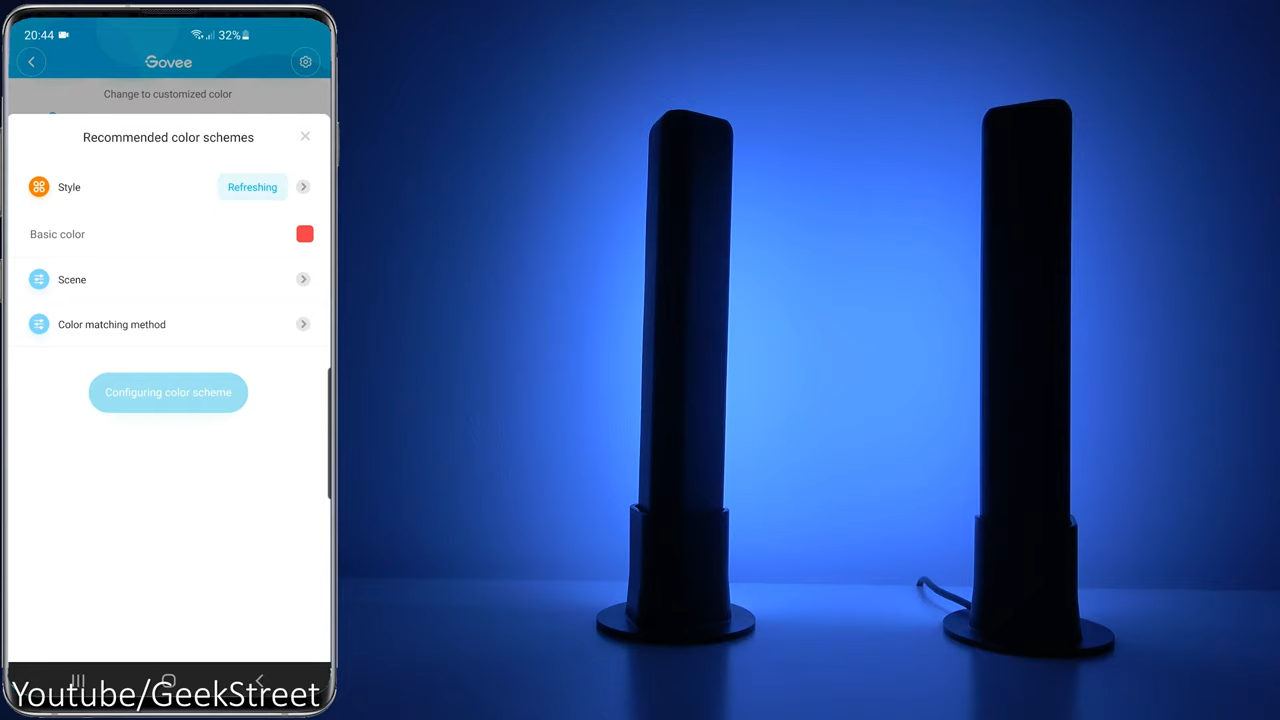 20:44
32%
Govee
Change to customized color
Recommended color schemes
Style
Refreshing
Basic color
Scene
Color matching method
Configuring color scheme
Youtube/GeekStreet